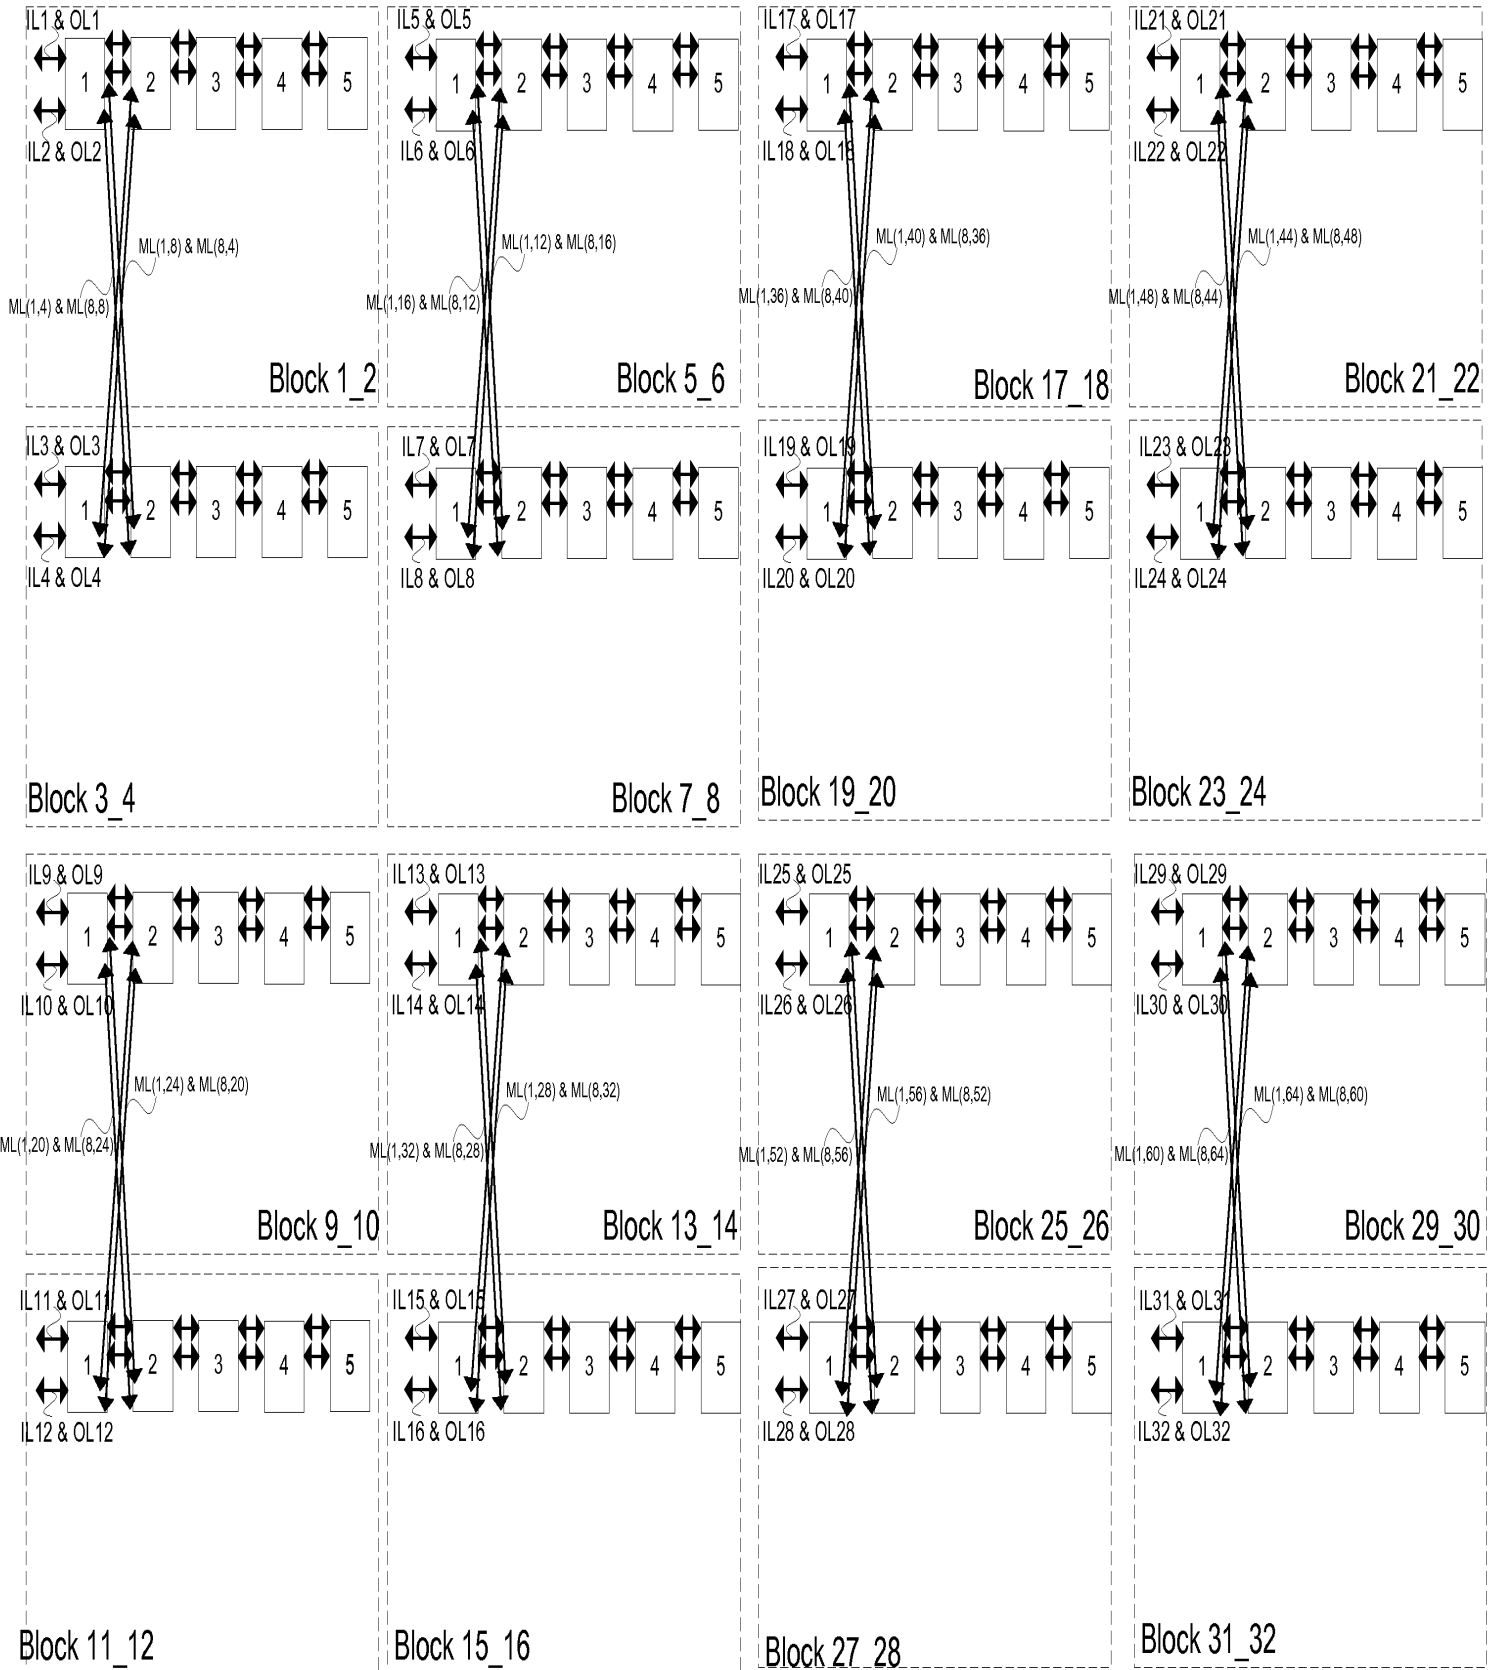 IL1 & OL1
1 2 3 4 5
IL2 & OL2
ML(1,8) & ML(8,4)
ML(1,4) & ML(8,8)
Block 1_2
IL5 & OL5
1 2 3 4 5
IL6 & OL6
ML(1,12) & ML(8,16)
ML(1,16) & ML(8,12)
Block 5_6
IL17 & OL17
1 2 3 4 5
IL18 & OL18
ML(1,40) & ML(8,36)
ML(1,36) & ML(8,40)
Block 17_18
IL21 & OL21
1 2 3 4 5
IL22 & OL22
ML(1,44) & ML(8,48)
ML(1,48) & ML(8,44)
Block 21_22
IL3 & OL3
1 2 3 4 5
IL4 & OL4
Block 3_4
IL7 & OL7
1 2 3 4 5
IL8 & OL8
Block 7_8
IL19 & OL19
1 2 3 4 5
IL20 & OL20
Block 19_20
IL23 & OL23
1 2 3 4 5
IL24 & OL24
Block 23_24
IL9 & OL9
1 2 3 4 5
IL10 & OL10
ML(1,24) & ML(8,20)
ML(1,20) & ML(8,24)
Block 9_10
IL13 & OL13
1 2 3 4 5
IL14 & OL14
ML(1,28) & ML(8,32)
ML(1,32) & ML(8,28)
Block 13_14
IL25 & OL25
1 2 3 4 5
IL26 & OL26
ML(1,56) & ML(8,52)
ML(1,52) & ML(8,56)
Block 25_26
IL29 & OL29
1 2 3 4 5
IL30 & OL30
ML(1,64) & ML(8,60)
ML(1,60) & ML(8,64)
Block 29_30
IL11 & OL11
1 2 3 4 5
IL12 & OL12
Block 11_12
IL15 & OL15
1 2 3 4 5
IL16 & OL16
Block 15_16
IL27 & OL27
1 2 3 4 5
IL28 & OL28
Block 27_28
IL31 & OL31
1 2 3 4 5
IL32 & OL32
Block 31_32